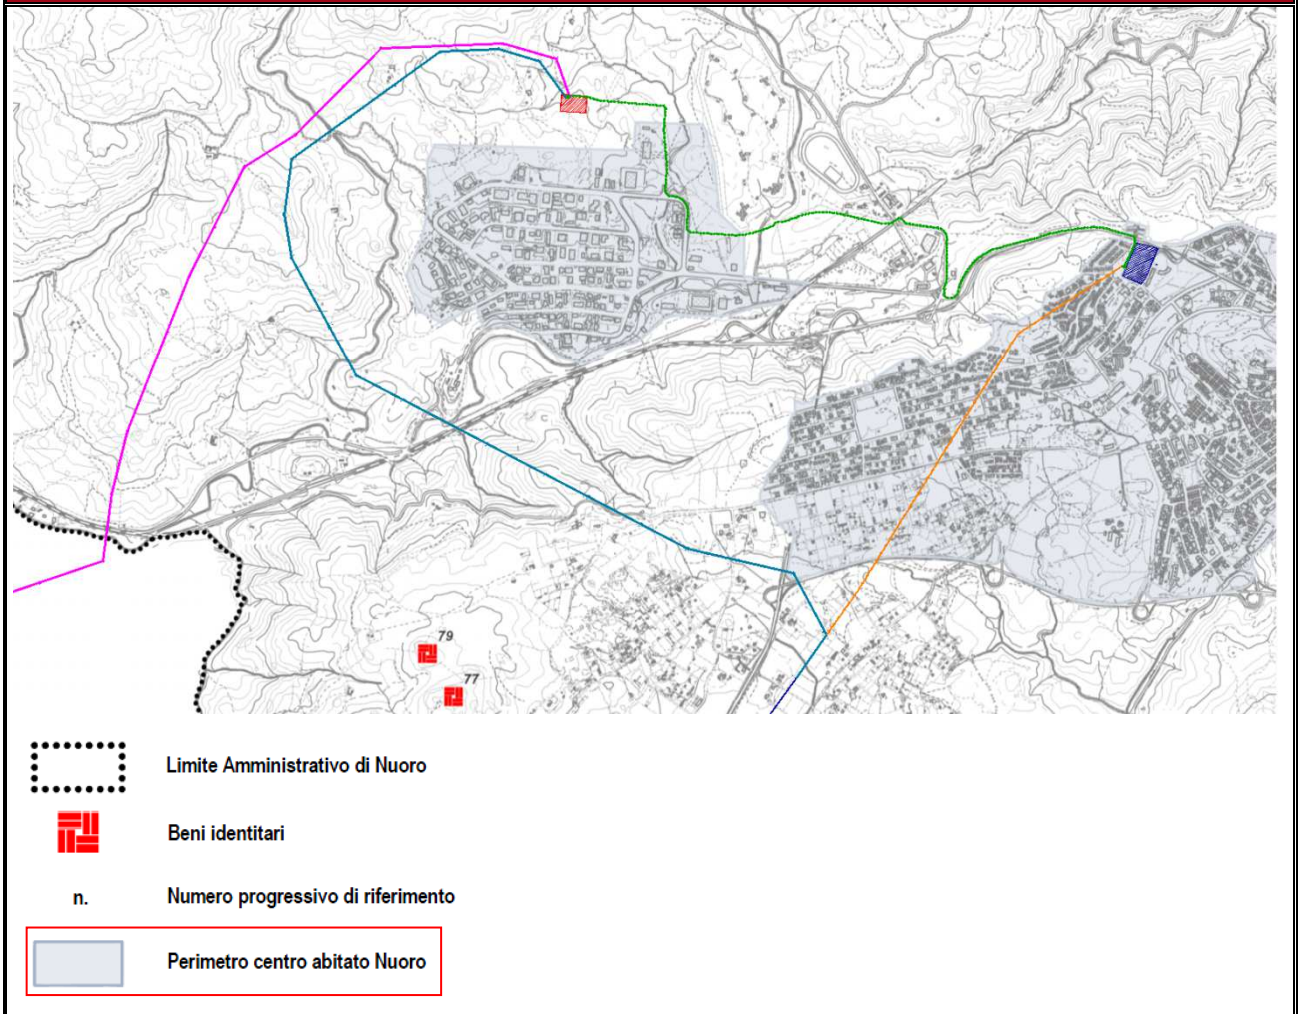 79
77
Limite Amministrativo di Nuoro
Beni identitari
n. Numero progressivo di riferimento
Perimetro centro abitato Nuoro